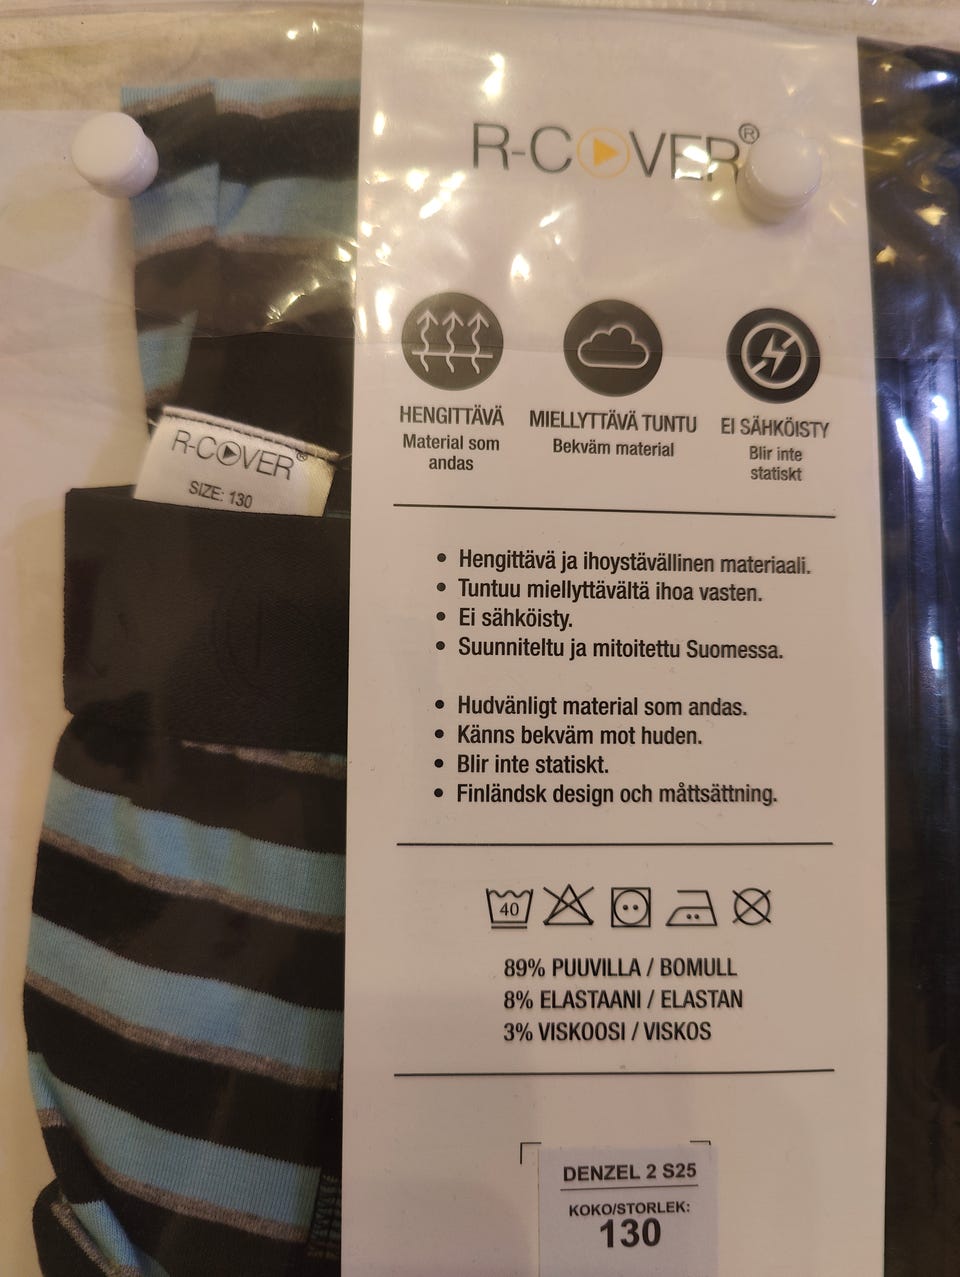 R-COVER®
HENGITTÄVÄ
Material som
andas
MIELLYTTÄVÄ TUNTU
Bekväm material
EI SÄHKÖISTY
Blir inte
statiskt
R-COVER®
SIZE: 130
• Hengittävä ja ihoystävällinen materiaali.
• Tuntuu miellyttävältä ihoa vasten.
• Ei sähköisty.
• Suunniteltu ja mitoitettu Suomessa.
• Hudvänligt material som andas.
• Känns bekväm mot huden.
• Blir inte statiskt.
• Finländsk design och måttsättning.
40
89% PUUVILLA / BOMULL
8% ELASTAANI / ELASTAN
3% VISKOOSI / VISKOS
DENZEL 2 S25
KOKO/STORLEK:
130